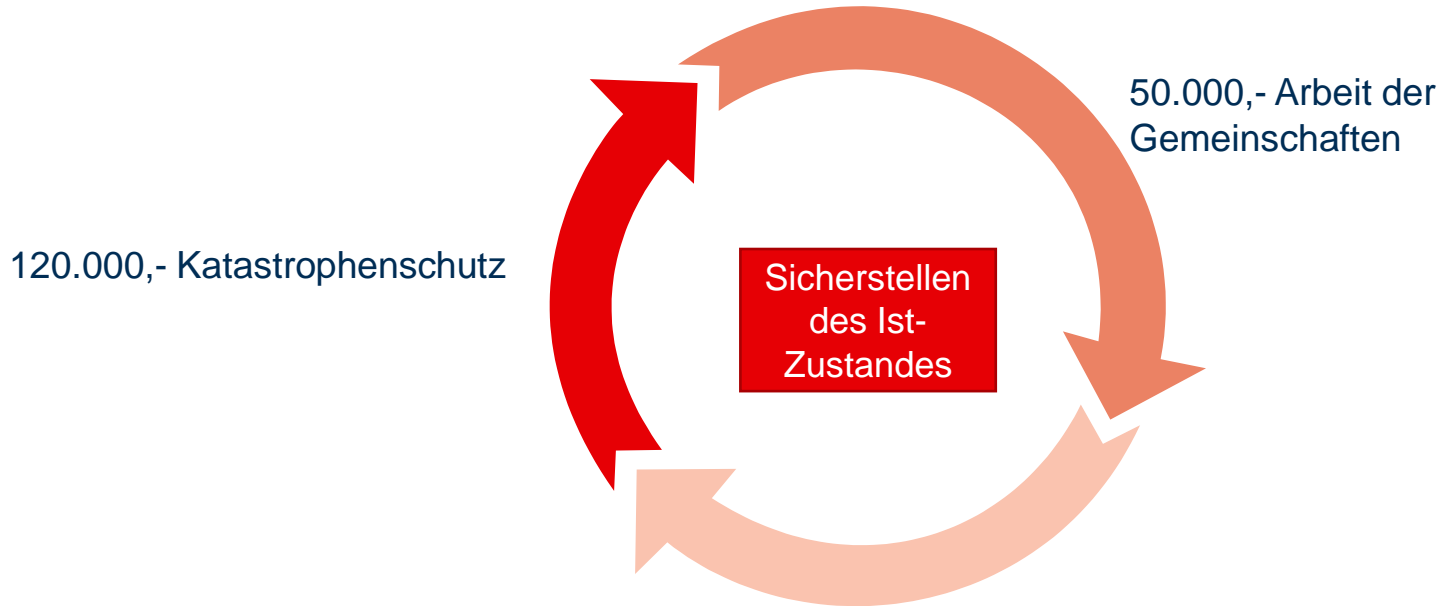 50.000,- Arbeit der
Gemeinschaften
120.000,- Katastrophenschutz
Sicherstellen
des Ist-
Zustandes